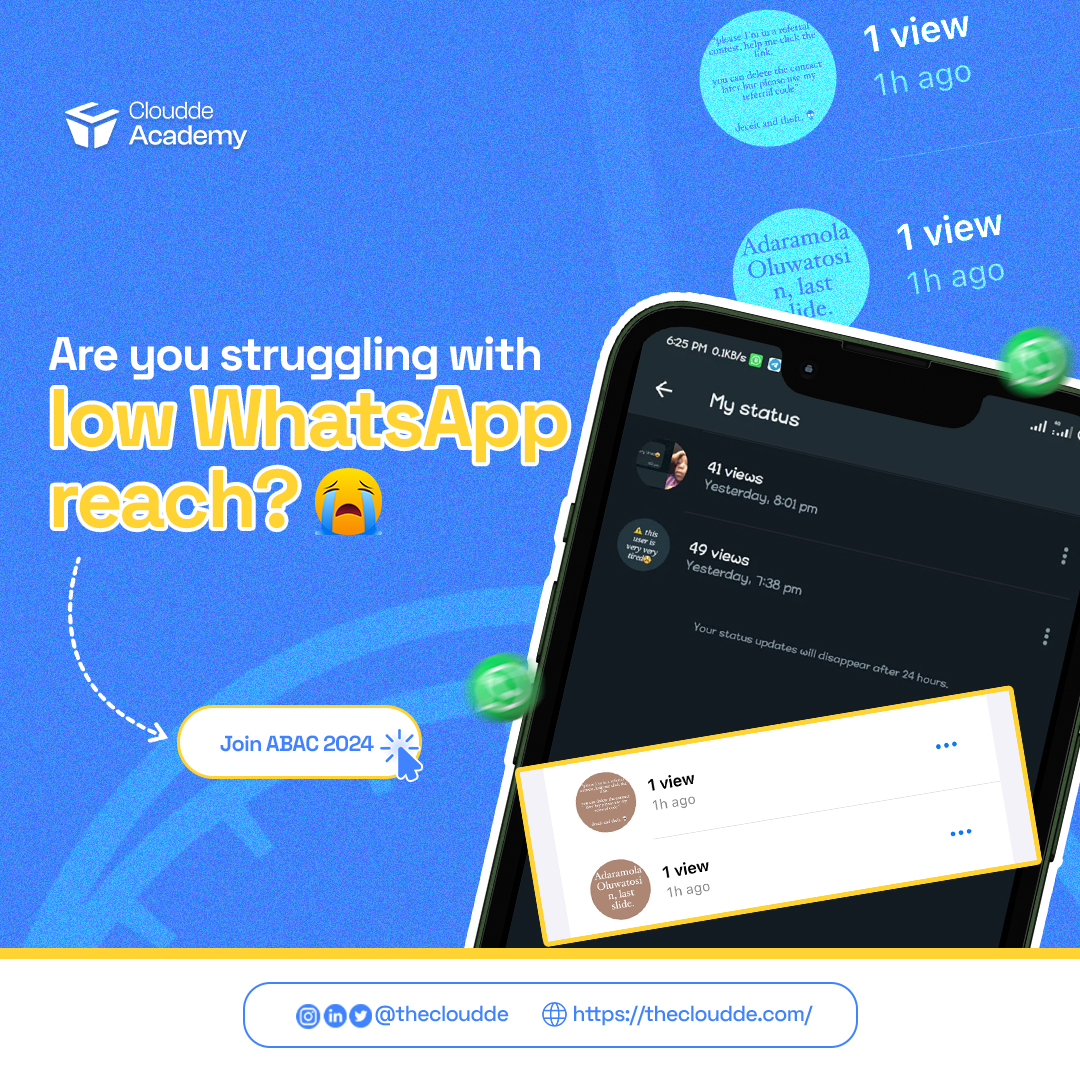 Cloudde
Academy
"please I'm in a referral
contest, help me click the
link.
you can delete the contact
later but please use my
referral code"
deceit and theft.
1 view
1h ago
Adaramola
Oluwatosi
n, last
slide.
1 view
1h ago
Are you struggling with
low WhatsApp
reach?
Join ABAC 2024
6:25 PM 0.1KB/s
My status
41 views
Yesterday, 8:01 pm
this
user is
very very
tired
49 views
Yesterday, 7:38 pm
Your status updates will disappear after 24 hours.
1 view
1h ago
Adaramola
Oluwatosi
n, last
slide.
1 view
1h ago
@thecloudde
https://thecloudde.com/